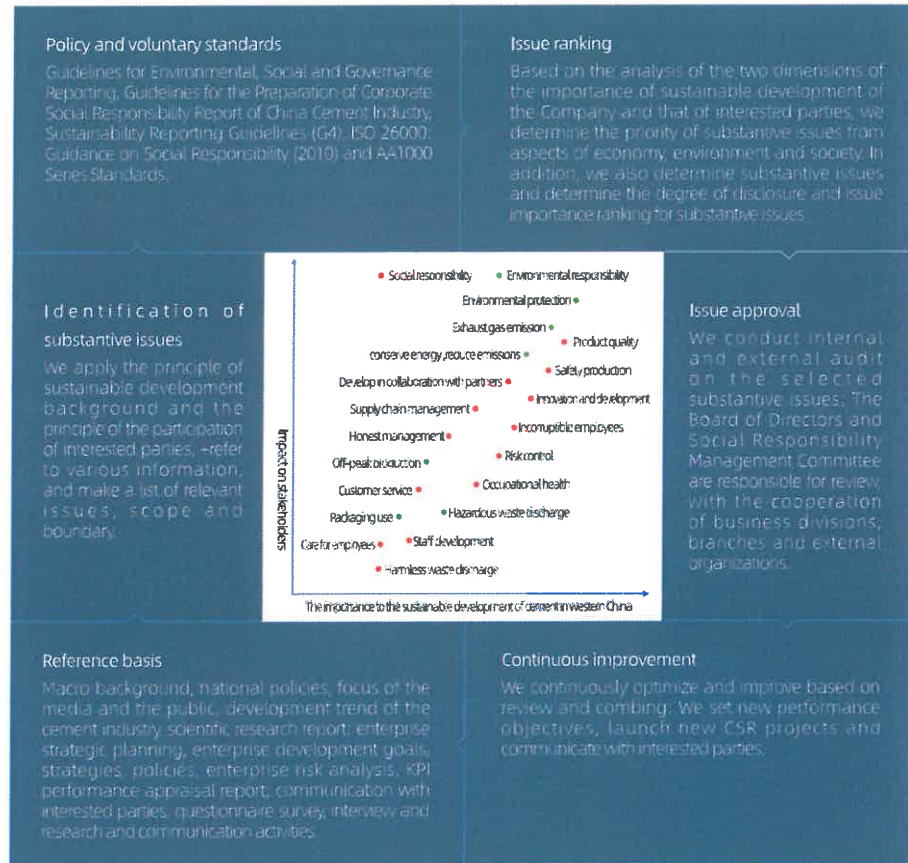 Policy and voluntary standards
Guidelines for Environmental, Social and Governance
Reporting, Guidelines for the Preparation of Corporate
Social Responsibility Report of China Cement Industry,
Sustainability Reporting Guidelines (G4), ISO 26000:
Guidance on Social Responsibility (2010) and AA1000
Series Standards.
Issue ranking
Based on the analysis of the two dimensions of
the importance of sustainable development of
the Company and that of interested parties, we
determine the priority of substantive issues from
aspects of economy, environment and society. In
addition, we also determine substantive issues
and determine the degree of disclosure and issue
importance ranking for substantive issues.
Identification of
substantive issues
We apply the principle of
sustainable development
background and the
principle of the participation
of interested parties, -refer
to various information,
and make a list of relevant
issues, scope and
boundary.
Impact on stakeholders
Social responsibility
Environmental responsibility
Environmental protection
Exhaust gas emission
Product quality
conserve energy, reduce emissions
Safety production
Develop in collaboration with partners
Innovation and development
Supply chain management
Incorruptible employees
Honest management
Risk control
Off-peak production
Occupational health
Customer service
Hazardous waste discharge
Packaging use
Staff development
Care for employees
Harmless waste discharge
The importance to the sustainable development of cement in western China
Issue approval
We conduct internal
and external audit
on the selected
substantive issues; The
Board of Directors and
Social Responsibility
Management Committee
are responsible for review,
with the cooperation
of business divisions,
branches and external
organizations.
Reference basis
Macro background, national policies, focus of the
media and the public, development trend of the
cement industry, scientific research report; enterprise
strategic planning, enterprise development goals,
strategies, policies, enterprise risk analysis, KPI
performance appraisal report; communication with
interested parties, questionnaire survey, interview and
research and communication activities.
Continuous improvement
We continuously optimize and improve based on
review and combing. We set new performance
objectives, launch new CSR projects and
communicate with interested parties.